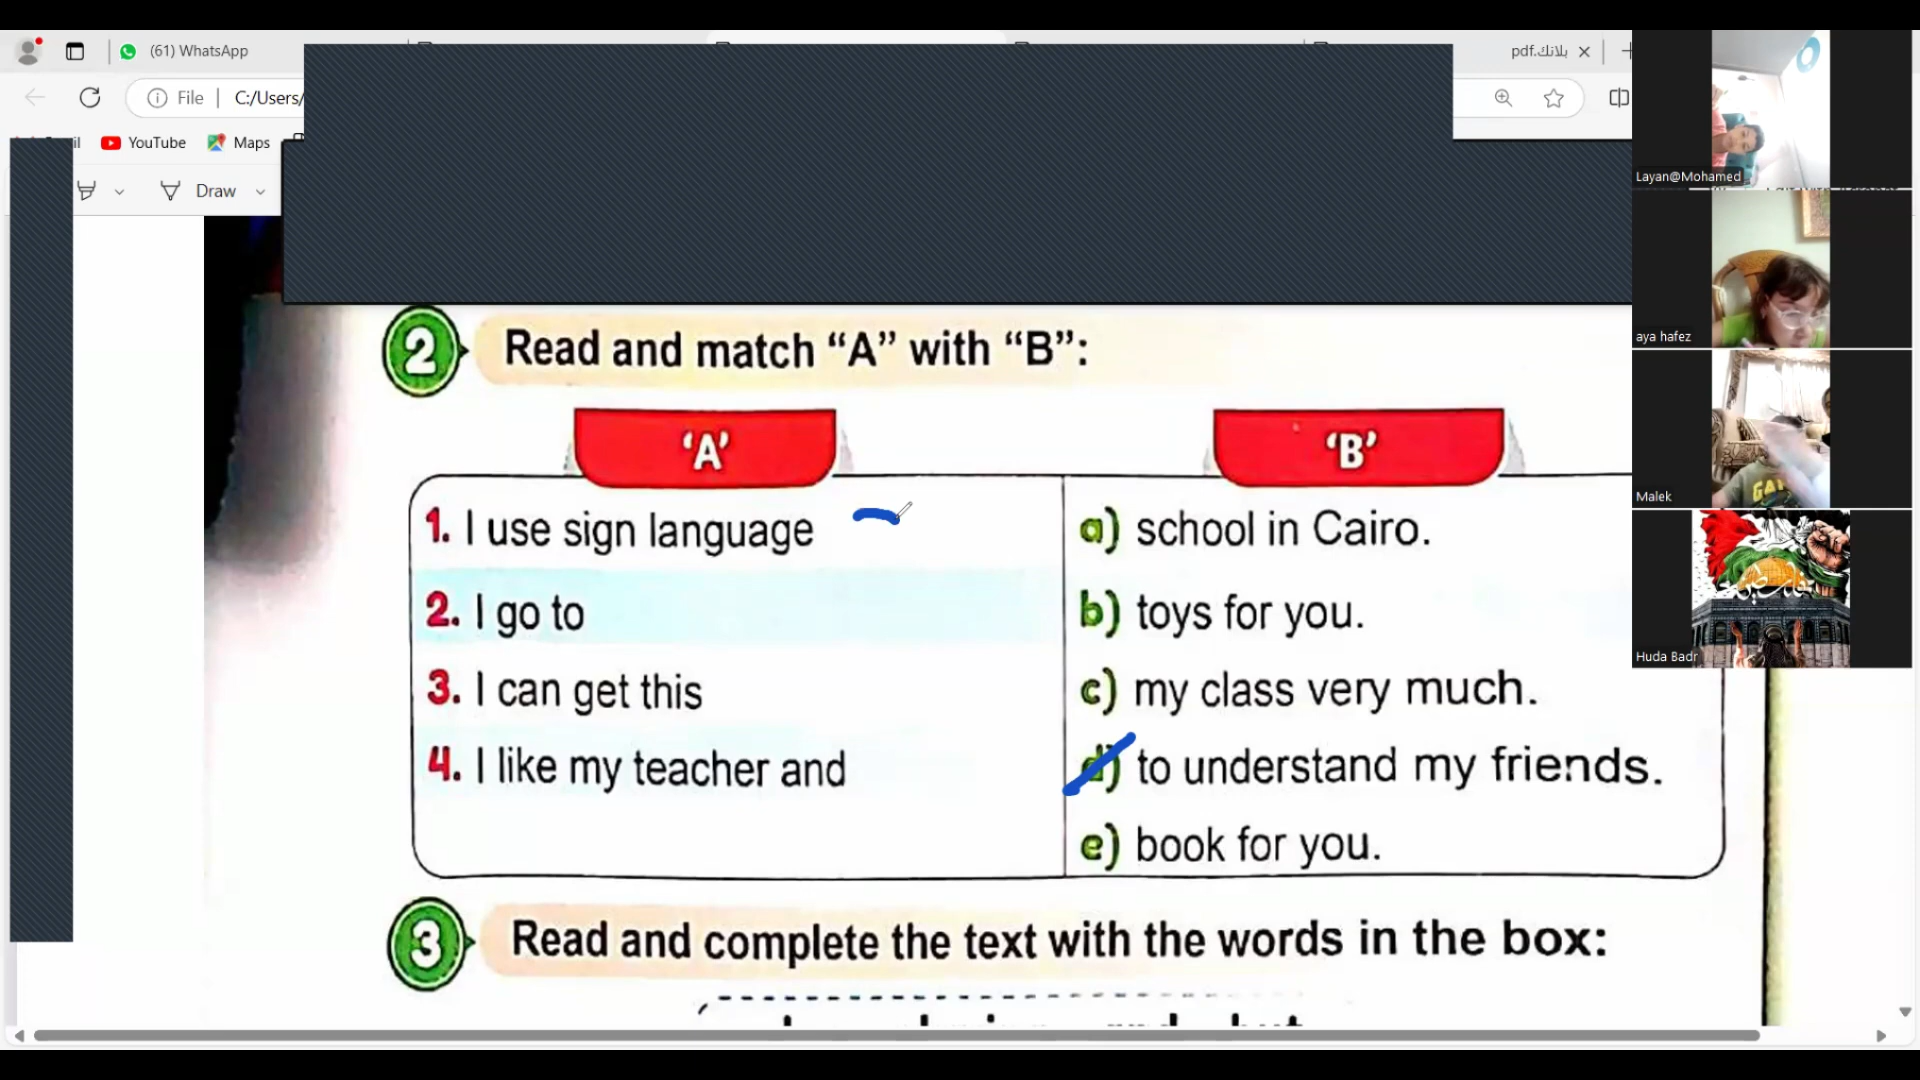 (61) WhatsApp
بلانك.pdf
File C:/Users/
YouTube Maps
Draw
Layan@Mohamed
aya hafez
Malek
Huda Badr
2 Read and match “A” with “B”:
‘A’ ‘B’
1. I use sign language a) school in Cairo.
2. I go to b) toys for you.
3. I can get this c) my class very much.
4. I like my teacher and d) to understand my friends.
e) book for you.
3 Read and complete the text with the words in the box: